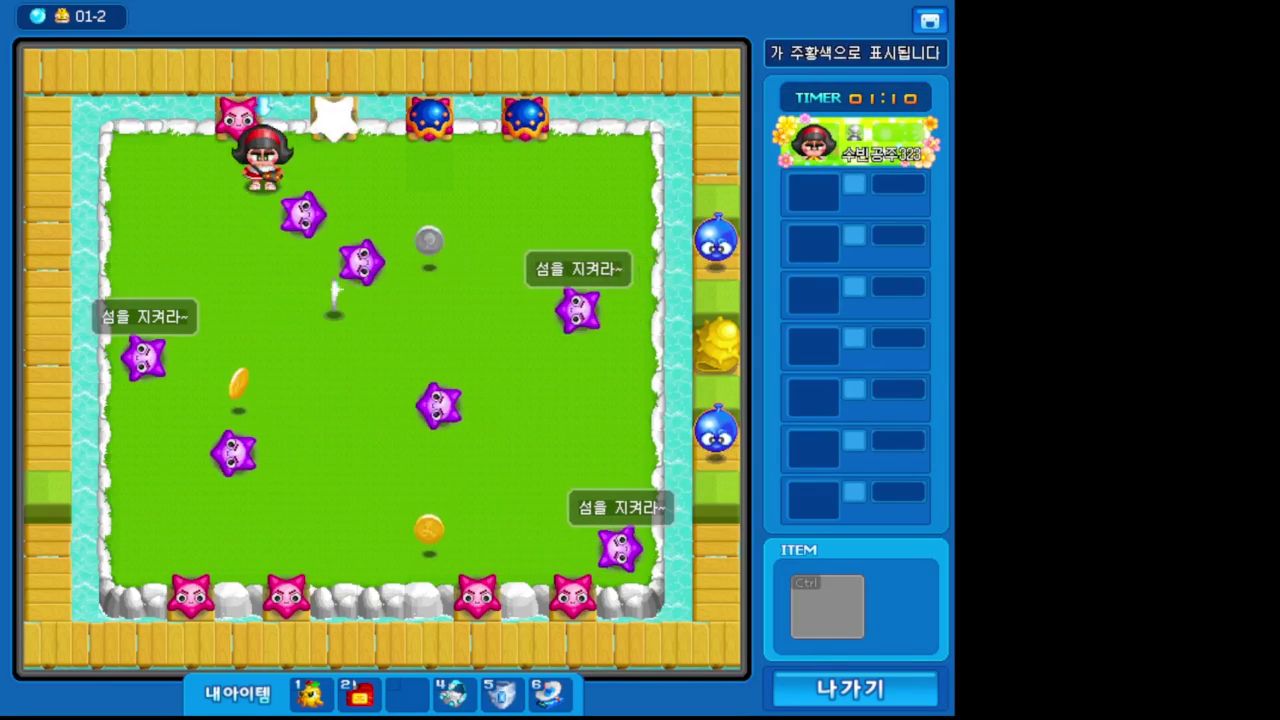 01-2
가 주황색으로 표시됩니다
TIMER 01:10
수빈공주023
섬을 지켜라~
섬을 지켜라~
섬을 지켜라~
ITEM
Ctrl
내아이템
1
2
4
5
6
나가기